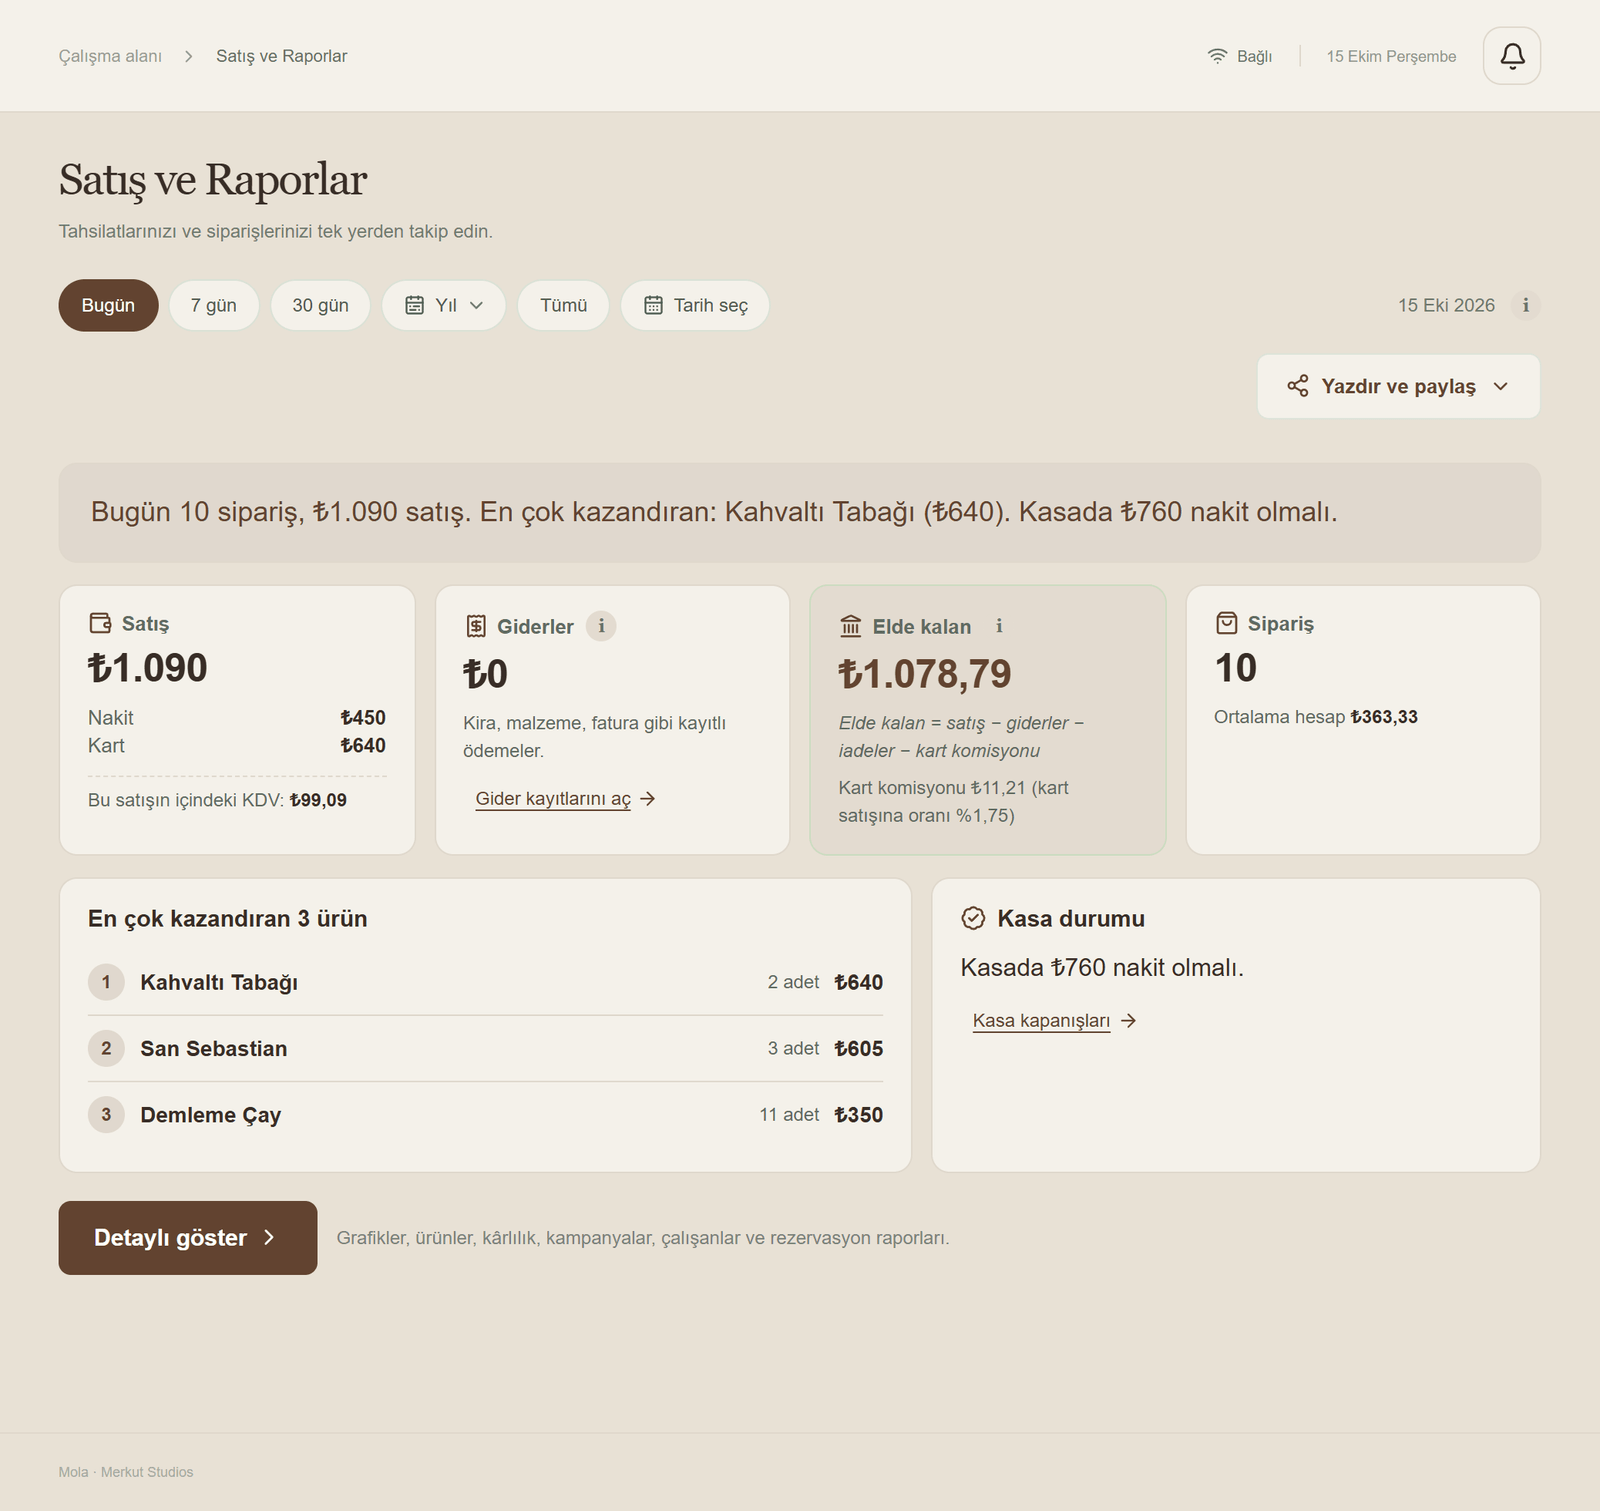 Çalışma alanı
Satış ve Raporlar
Bağlı
15 Ekim Perşembe
Satış ve Raporlar
Tahsilatlarınızı ve siparişlerinizi tek yerden takip edin.
Bugün
7 gün
30 gün
Yıl
Tümü
Tarih seç
15 Eki 2026
i
Yazdır ve paylaş
Bugün 10 sipariş, ₺1.090 satış. En çok kazandıran: Kahvaltı Tabağı (₺640). Kasada ₺760 nakit olmalı.
Satış
₺1.090
Nakit ₺450
Kart ₺640
Bu satışın içindeki KDV: ₺99,09
Giderler i
₺0
Kira, malzeme, fatura gibi kayıtlı
ödemeler.
Gider kayıtlarını aç
Elde kalan i
₺1.078,79
Elde kalan = satış − giderler −
iadeler − kart komisyonu
Kart komisyonu ₺11,21 (kart
satışına oranı %1,75)
Sipariş
10
Ortalama hesap ₺363,33
En çok kazandıran 3 ürün
1 Kahvaltı Tabağı 2 adet ₺640
2 San Sebastian 3 adet ₺605
3 Demleme Çay 11 adet ₺350
Kasa durumu
Kasada ₺760 nakit olmalı.
Kasa kapanışları
Detaylı göster
Grafikler, ürünler, kârlılık, kampanyalar, çalışanlar ve rezervasyon raporları.
Mola · Merkut Studios